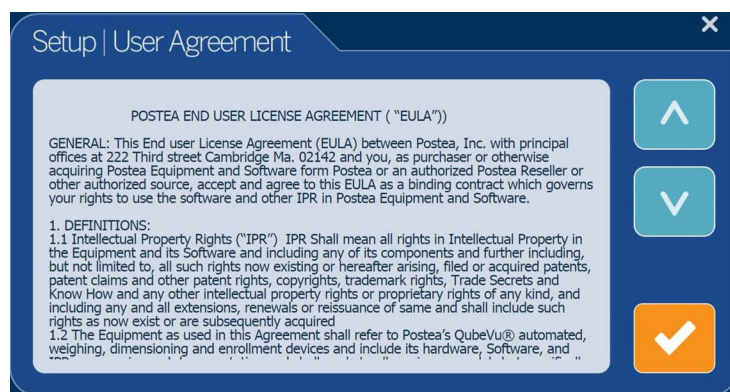 Setup | User Agreement
POSTEA END USER LICENSE AGREEMENT ( “EULA”))
GENERAL: This End user License Agreement (EULA) between Postea, Inc. with principal
offices at 222 Third street Cambridge Ma. 02142 and you, as purchaser or otherwise
acquiring Postea Equipment and Software form Postea or an authorized Postea Reseller or
other authorized source, accept and agree to this EULA as a binding contract which governs
your rights to use the software and other IPR in Postea Equipment and Software.
1. DEFINITIONS:
1.1 Intellectual Property Rights (“IPR”) IPR Shall mean all rights in Intellectual Property in
the Equipment and its Software and including any of its components and further including,
but not limited to, all such rights now existing or hereafter arising, filed or acquired patents,
patent claims and other patent rights, copyrights, trademark rights, Trade Secrets and
Know How and any other intellectual property rights or proprietary rights of any kind, and
including any and all extensions, renewals or reissuance of same and shall include such
rights as now exist or are subsequently acquired
1.2 The Equipment as used in this Agreement shall refer to Postea’s QubeVu® automated,
weighing, dimensioning and enrollment devices and include its hardware, Software, and